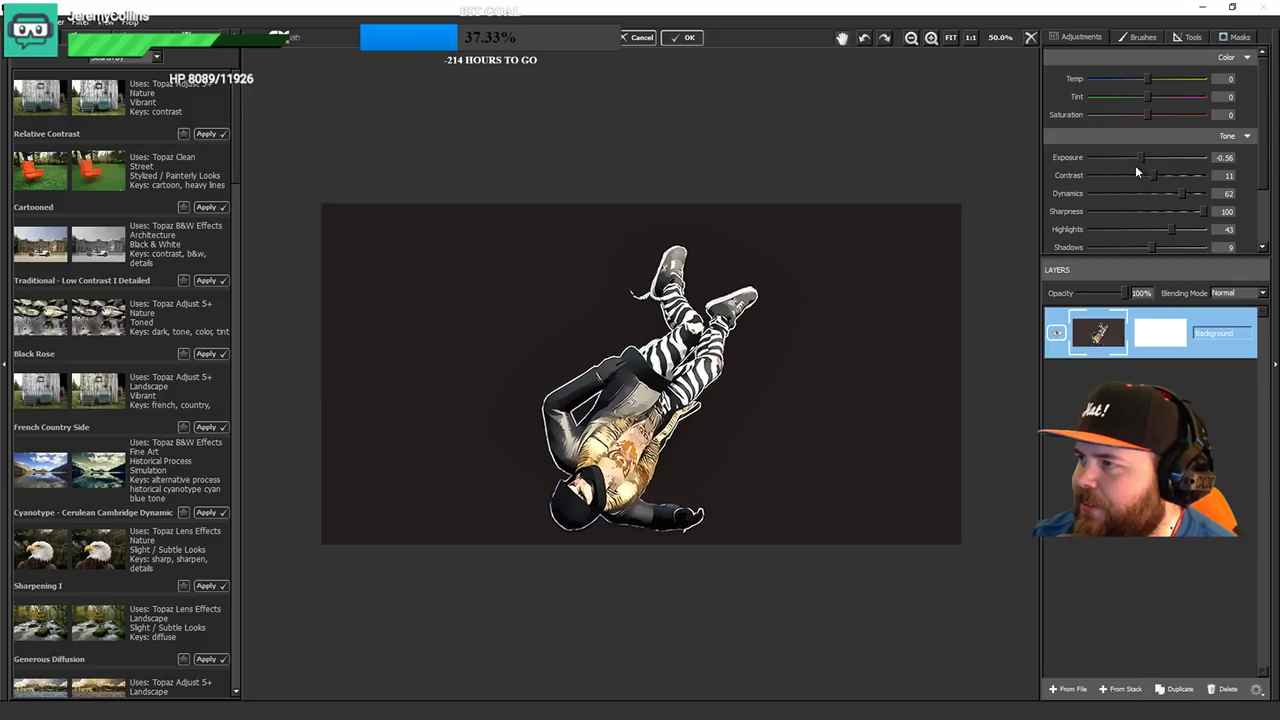 JeremyCollins
BIT GOAL
37.33%
-214 HOURS TO GO
HP 8089/11926
Help
lab
Cancel
OK
50.0%
FIT
1:1
Adjustments
Brushes
Tools
Masks
Uses: Topaz Adjust 5+
Nature
Vibrant
Keys: contrast
Relative Contrast
Apply
Uses: Topaz Clean
Street
Stylized / Painterly Looks
Keys: cartoon, heavy lines
Cartooned
Apply
Uses: Topaz B&W Effects
Architecture
Black & White
Keys: contrast, b&w,
details
Traditional - Low Contrast I Detailed
Apply
Uses: Topaz Adjust 5+
Nature
Toned
Keys: dark, tone, color, tint
Black Rose
Apply
Uses: Topaz Adjust 5+
Landscape
Vibrant
Keys: french, country,
French Country Side
Apply
Uses: Topaz B&W Effects
Fine Art
Historical Process
Simulation
Keys: alternative process
historical cyanotype cyan
blue tone
Cyanotype - Cerulean Cambridge Dynamic
Apply
Uses: Topaz Lens Effects
Nature
Slight / Subtle Looks
Keys: sharp, sharpen,
details
Sharpening I
Apply
Uses: Topaz Lens Effects
Landscape
Slight / Subtle Looks
Keys: diffuse
Generous Diffusion
Apply
Uses: Topaz Adjust 5+
Landscape
Color
Temp 0
Tint 0
Saturation 0
Tone
Exposure -0.56
Contrast 11
Dynamics 62
Sharpness 100
Highlights 43
Shadows 9
LAYERS
Opacity 100% Blending Mode Normal
Background
Hat!
From File
From Stack
Duplicate
Delete